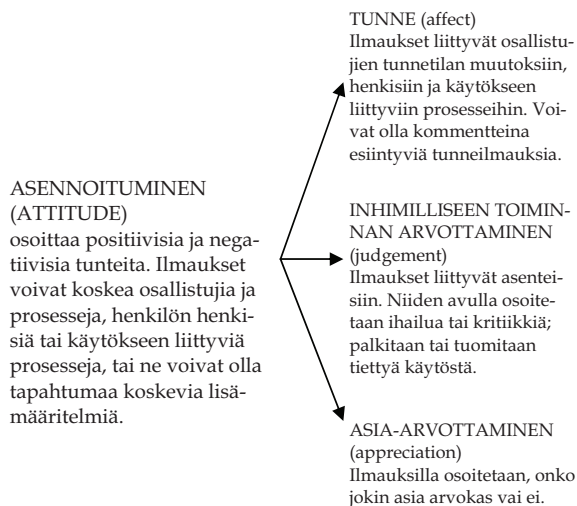 ASENNOITUMINEN
(ATTITUDE)
osoittaa positiivisia ja nega-
tiivisia tunteita. Ilmaukset
voivat koskea osallistujia ja
prosesseja, henkilön henki-
siä tai käytökseen liittyviä
prosesseja, tai ne voivat olla
tapahtumaa koskevia lisä-
määritelmiä.
TUNNE (affect)
Ilmaukset liittyvät osallistu-
jien tunnetilan muutoksiin,
henkisiin ja käytökseen
liittyviin prosesseihin. Voi-
vat olla kommentteina
esiintyviä tunneilmauksia.
INHIMILLISEEN TOIMIN-
NAN ARVOTTAMINEN
(judgement)
Ilmaukset liittyvät asentei-
siin. Niiden avulla osoite-
taan ihailua tai kritiikkiä;
palkitaan tai tuomitaan
tiettyä käytöstä.
ASIA-ARVOTTAMINEN
(appreciation)
Ilmauksilla osoitetaan, onko
jokin asia arvokas vai ei.